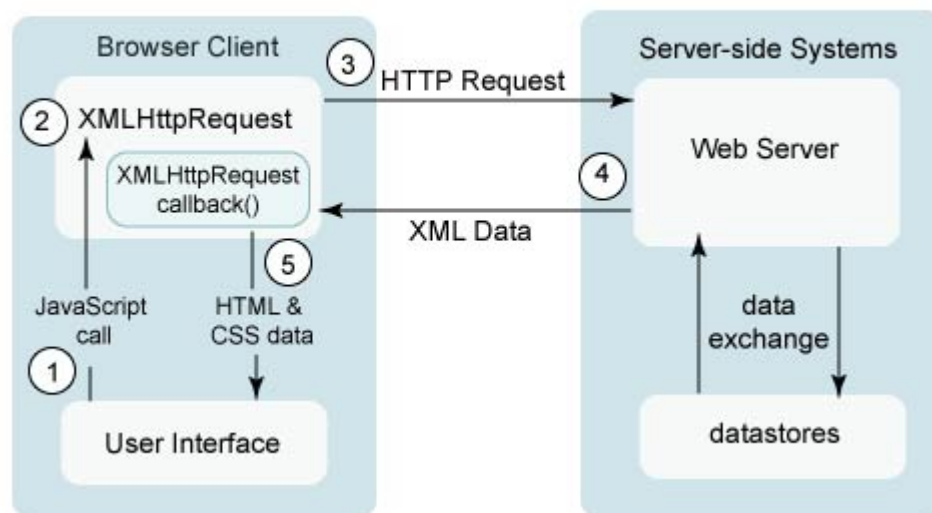 Browser Client
Server-side Systems
3
HTTP Request
2
XMLHttpRequest
Web Server
XMLHttpRequest
callback()
4
XML Data
5
JavaScript
call
HTML &
CSS data
data
exchange
1
User Interface
datastores